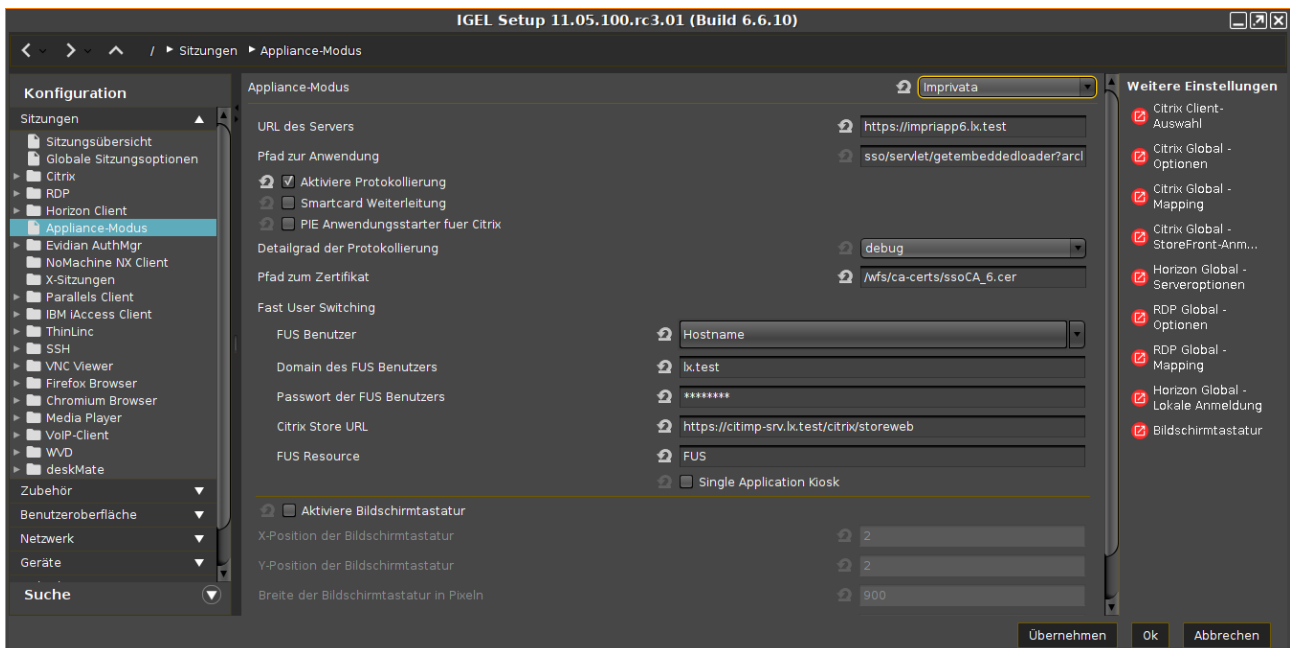 IGEL Setup 11.05.100.rc3.01 (Build 6.6.10)
/ Sitzungen Appliance-Modus
Konfiguration
Sitzungen
Sitzungsübersicht
Globale Sitzungsoptionen
Citrix
RDP
Horizon Client
Appliance-Modus
Evidian AuthMgr
NoMachine NX Client
X-Sitzungen
Parallels Client
IBM iAccess Client
ThinLinc
SSH
VNC Viewer
Firefox Browser
Chromium Browser
Media Player
VoIP-Client
WVD
deskMate
Zubehör
Benutzeroberfläche
Netzwerk
Geräte
Suche
Appliance-Modus Imprivata
URL des Servers https://impriapp6.lx.test
Pfad zur Anwendung sso/servlet/getembeddedloader?arcl
Aktiviere Protokollierung
Smartcard Weiterleitung
PIE Anwendungsstarter fuer Citrix
Detailgrad der Protokollierung debug
Pfad zum Zertifikat /wfs/ca-certs/ssoCA_6.cer
Fast User Switching
FUS Benutzer Hostname
Domain des FUS Benutzers lx.test
Passwort der FUS Benutzers ********
Citrix Store URL https://citimp-srv.lx.test/citrix/storeweb
FUS Resource FUS
Single Application Kiosk
Aktiviere Bildschirmtastatur
X-Position der Bildschirmtastatur 2
Y-Position der Bildschirmtastatur 2
Breite der Bildschirmtastatur in Pixeln 900
Weitere Einstellungen
Citrix Client-
Auswahl
Citrix Global -
Optionen
Citrix Global -
Mapping
Citrix Global -
StoreFront-Anm...
Horizon Global -
Serveroptionen
RDP Global -
Optionen
RDP Global -
Mapping
Horizon Global -
Lokale Anmeldung
Bildschirmtastatur
Übernehmen Ok Abbrechen